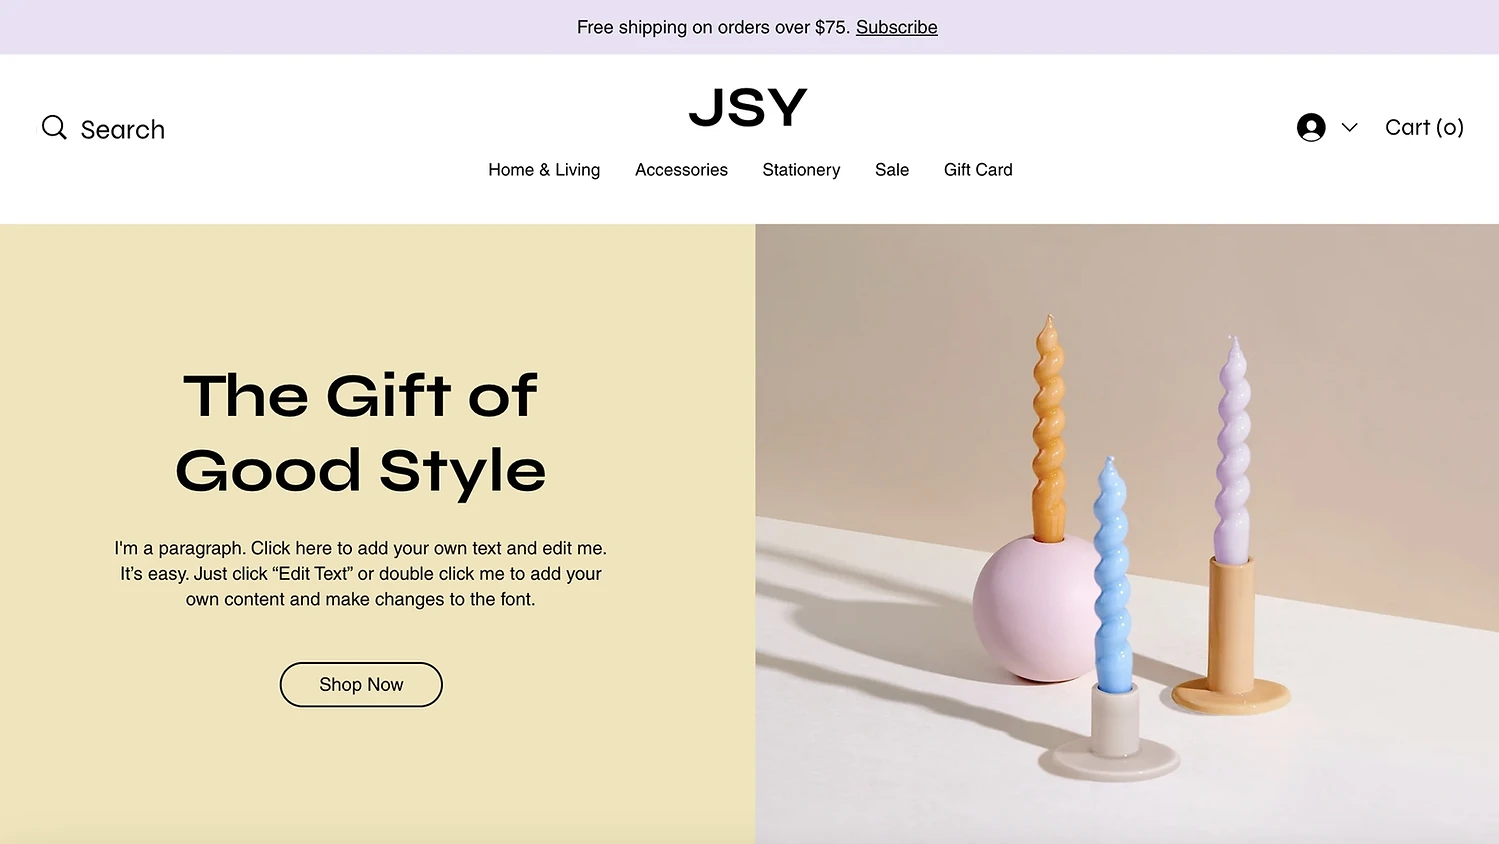 Free shipping on orders over $75. Subscribe
JSY
Search
Cart (0)
Home & Living Accessories Stationery Sale Gift Card
The Gift of
Good Style
I'm a paragraph. Click here to add your own text and edit me.
It’s easy. Just click “Edit Text” or double click me to add your
own content and make changes to the font.
Shop Now